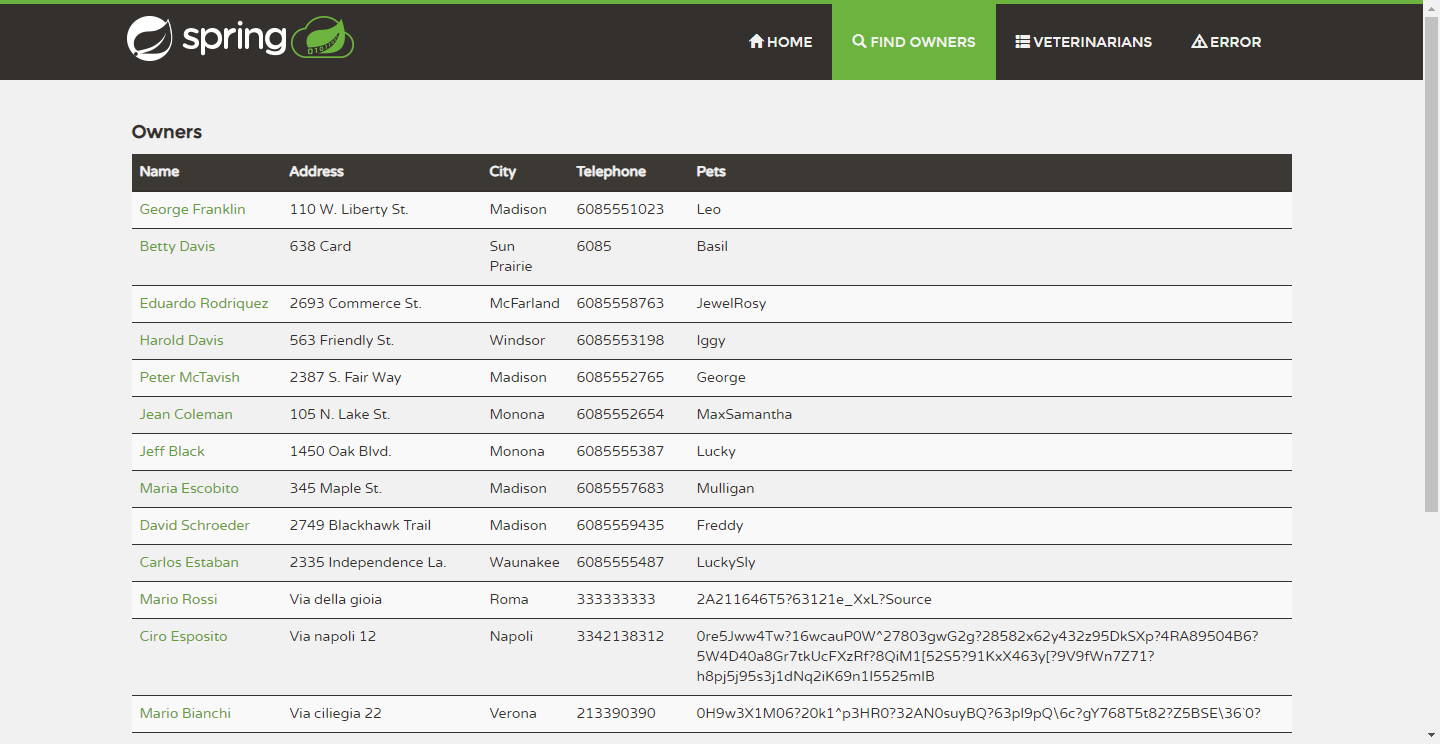 spring
HOME FIND OWNERS VETERINARIANS ERROR
Owners
Name Address City Telephone Pets
George Franklin 110 W. Liberty St. Madison 6085551023 Leo
Betty Davis 638 Card Sun 6085 Basil
Prairie
Eduardo Rodriquez 2693 Commerce St. McFarland 6085558763 JewelRosy
Harold Davis 563 Friendly St. Windsor 6085553198 Iggy
Peter McTavish 2387 S. Fair Way Madison 6085552765 George
Jean Coleman 105 N. Lake St. Monona 6085552654 MaxSamantha
Jeff Black 1450 Oak Blvd. Monona 6085555387 Lucky
Maria Escobito 345 Maple St. Madison 6085557683 Mulligan
David Schroeder 2749 Blackhawk Trail Madison 6085559435 Freddy
Carlos Estaban 2335 Independence La. Waunakee 6085555487 LuckySly
Mario Rossi Via della gioia Roma 333333333 2A211646T5?63121e_XxL?Source
Ciro Esposito Via napoli 12 Napoli 3342138312 0re5Jww4Tw?16wcauP0W^27803gwG2g?28582x62y432z95DkSXp?4RA89504B6?
5W4D40a8Gr7tkUcFXzRf?8QiM1[52S5?91KxX463y[?9V9fWn7Z71?
h8pj5j95s3j1dNq2iK69n1I5525mIB
Mario Bianchi Via ciliegia 22 Verona 213390390 0H9w3X1M06?20k1^p3HR0?32AN0suyBQ?63pI9pQ\6c?gY768T5t82?Z5BSE\36`0?